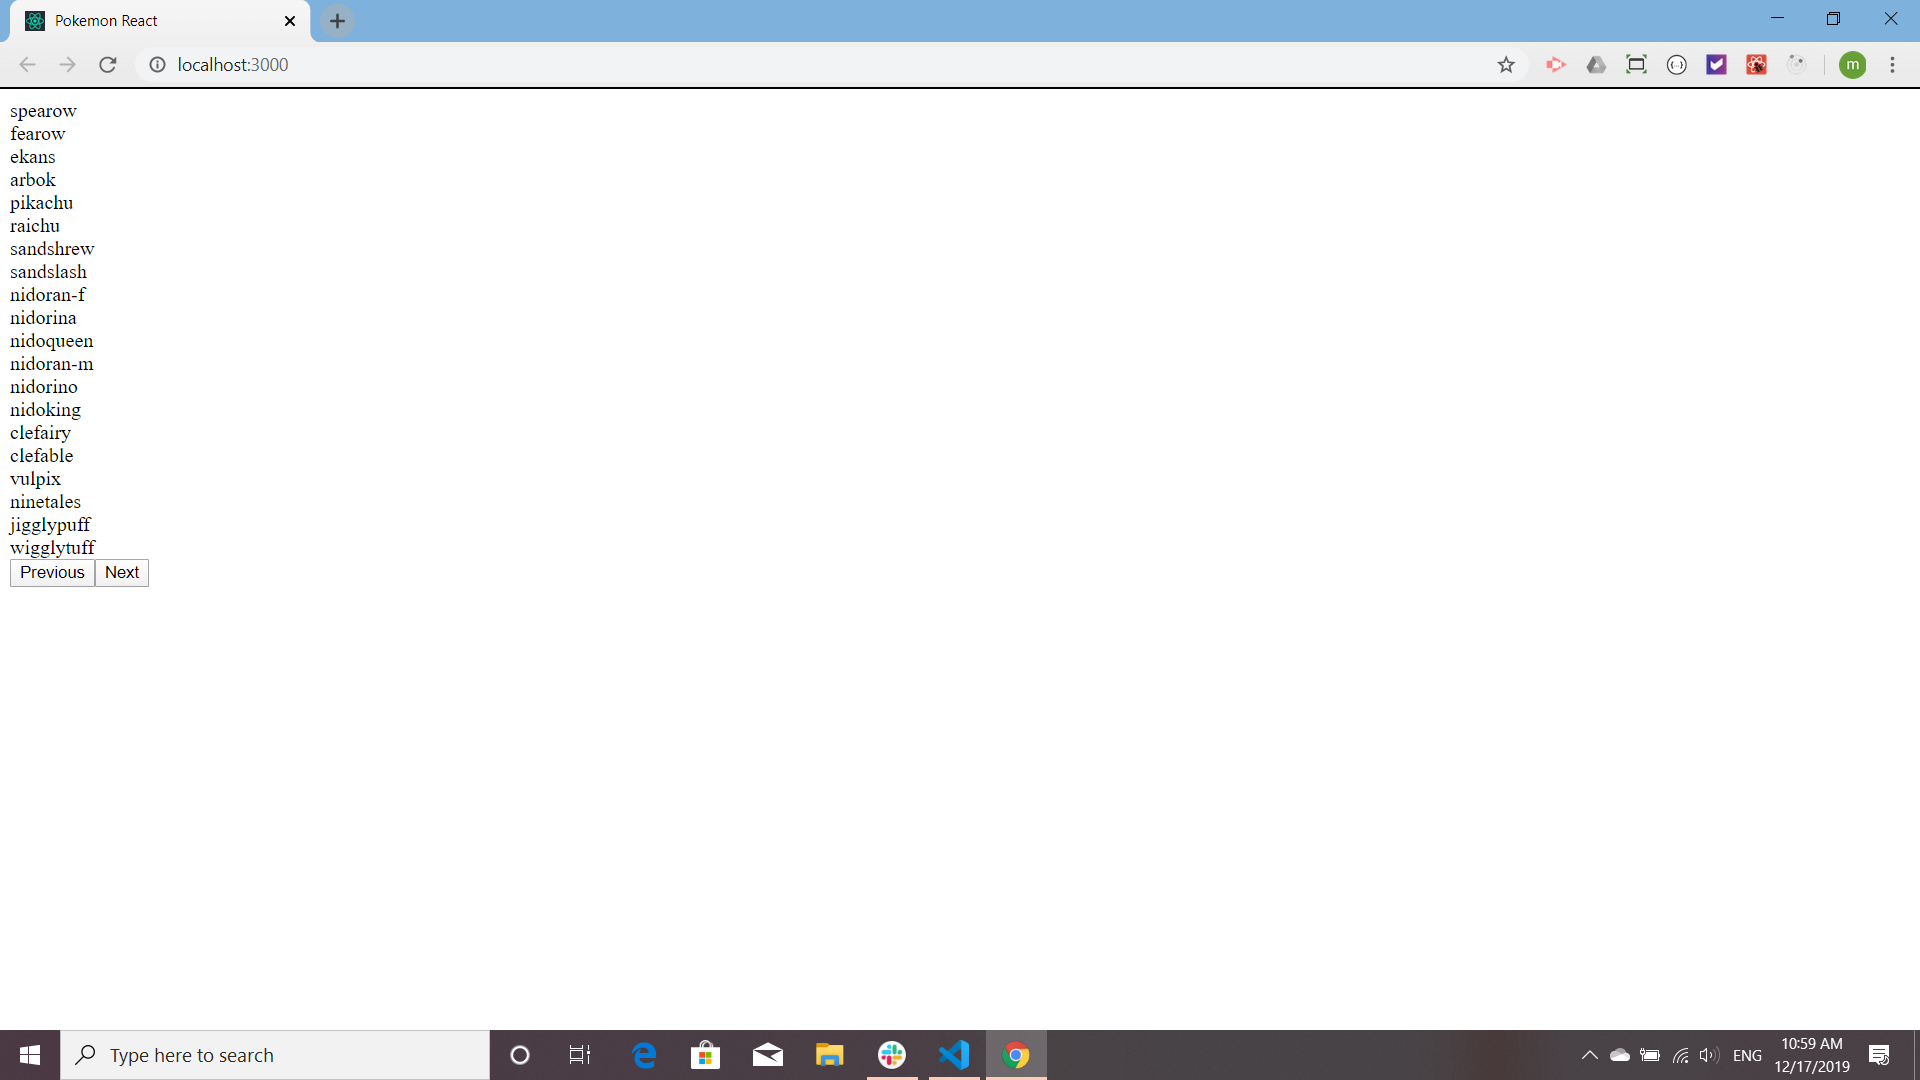 Pokemon React
localhost:3000
m
spearow
fearow
ekans
arbok
pikachu
raichu
sandshrew
sandslash
nidoran-f
nidorina
nidoqueen
nidoran-m
nidorino
nidoking
clefairy
clefable
vulpix
ninetales
jigglypuff
wigglytuff
Previous Next
Type here to search
ENG
10:59 AM
12/17/2019